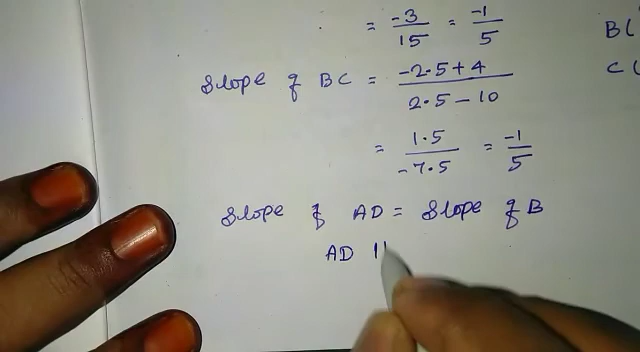 = -3/15 = -1/5
B(
Slope of BC = -2.5+4/2.5-10
C(
= 1.5/-7.5 = -1/5
Slope of AD = Slope of B
AD ||